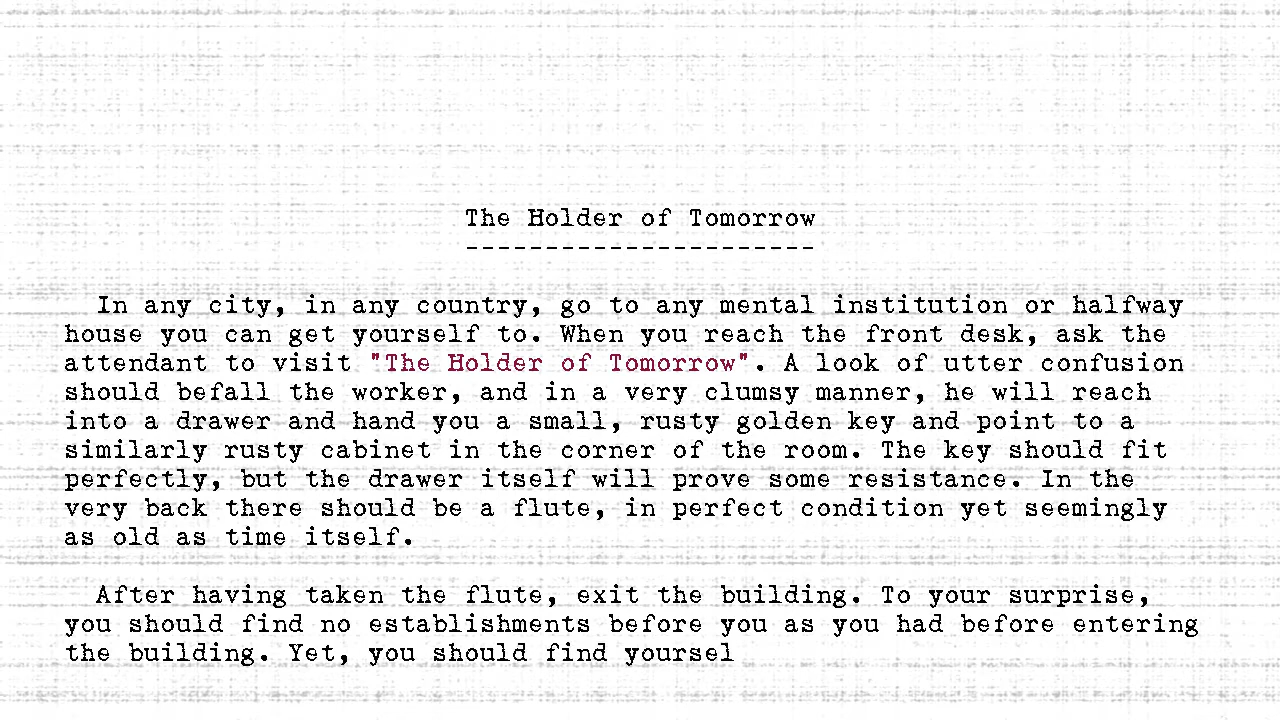 The Holder of Tomorrow
----------------------
In any city, in any country, go to any mental institution or halfway
house you can get yourself to. When you reach the front desk, ask the
attendant to visit "The Holder of Tomorrow". A look of utter confusion
should befall the worker, and in a very clumsy manner, he will reach
into a drawer and hand you a small, rusty golden key and point to a
similarly rusty cabinet in the corner of the room. The key should fit
perfectly, but the drawer itself will prove some resistance. In the
very back there should be a flute, in perfect condition yet seemingly
as old as time itself.
After having taken the flute, exit the building. To your surprise,
you should find no establishments before you as you had before entering
the building. Yet, you should find yoursel